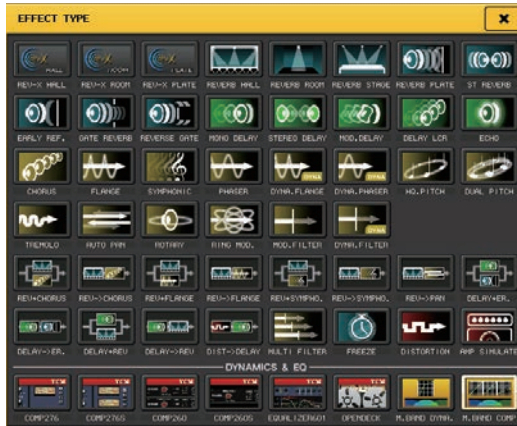 EFFECT TYPE
REV-X HALL REV-X ROOM REV-X PLATE REVERB HALL REVERB ROOM REVERB STAGE REVERB PLATE ST REVERB
EARLY REF. GATE REVERB REVERSE GATE MONO DELAY STEREO DELAY MOD.DELAY DELAY LCR ECHO
DYNA DYNA
CHORUS FLANGE SYMPHONIC PHASER DYNA.FLANGE DYNA.PHASER HQ.PITCH DUAL PITCH
DYNA
TREMOLO AUTO PAN ROTARY RING MOD. MOD.FILTER DYNA.FILTER
REV+CHORUS REV->CHORUS REV+FLANGE REV->FLANGE REV+SYMPHO. REV->SYMPHO. REV->PAN DELAY+ER.
DELAY->ER. DELAY+REV DELAY->REV DIST->DELAY MULTI FILTER FREEZE DISTORTION AMP SIMULATE
DYNAMICS & EQ
COMP276 COMP276S COMP260 COMP260S EQUALIZER601 OPENDECK M.BAND DYNA. M.BAND COMP